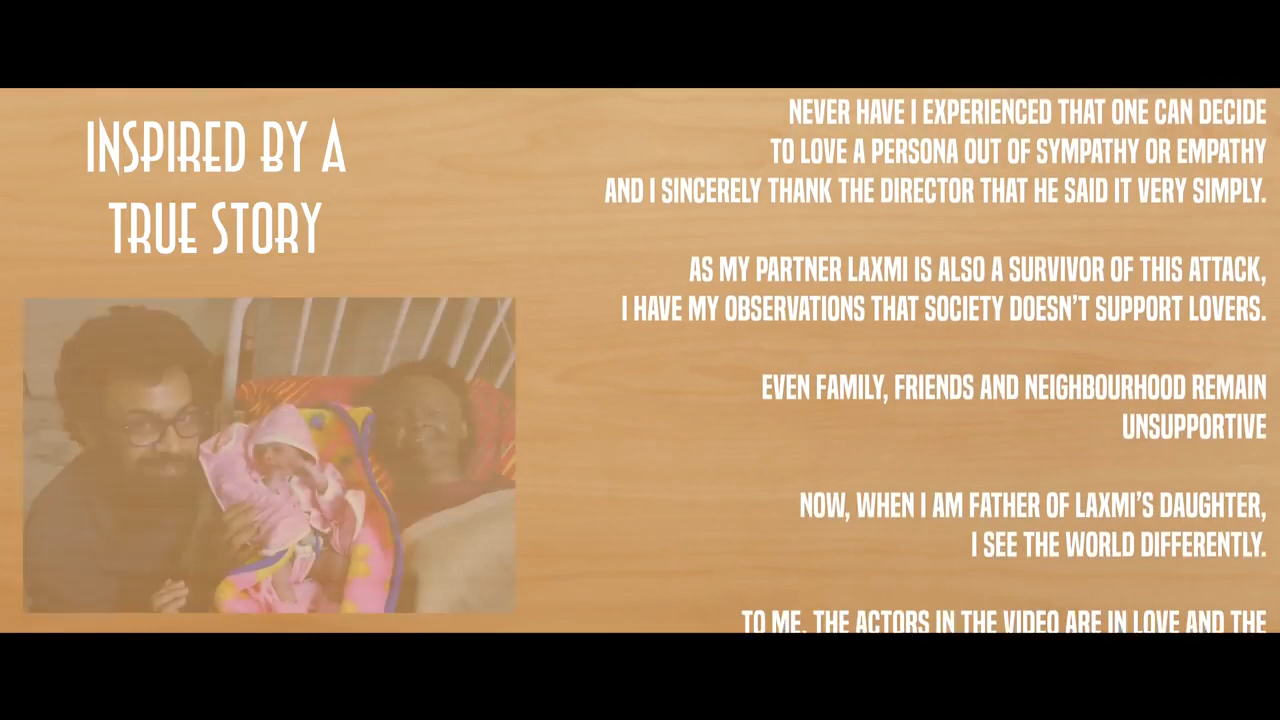 INSPIRED BY A
TRUE STORY
NEVER HAVE I EXPERIENCED THAT ONE CAN DECIDE
TO LOVE A PERSONA OUT OF SYMPATHY OR EMPATHY
AND I SINCERELY THANK THE DIRECTOR THAT HE SAID IT VERY SIMPLY.
AS MY PARTNER LAXMI IS ALSO A SURVIVOR OF THIS ATTACK,
I HAVE MY OBSERVATIONS THAT SOCIETY DOESN'T SUPPORT LOVERS.
EVEN FAMILY, FRIENDS AND NEIGHBOURHOOD REMAIN
UNSUPPORTIVE
NOW, WHEN I AM FATHER OF LAXMI'S DAUGHTER,
I SEE THE WORLD DIFFERENTLY.
TO ME, THE ACTORS IN THE VIDEO ARE IN LOVE AND THE